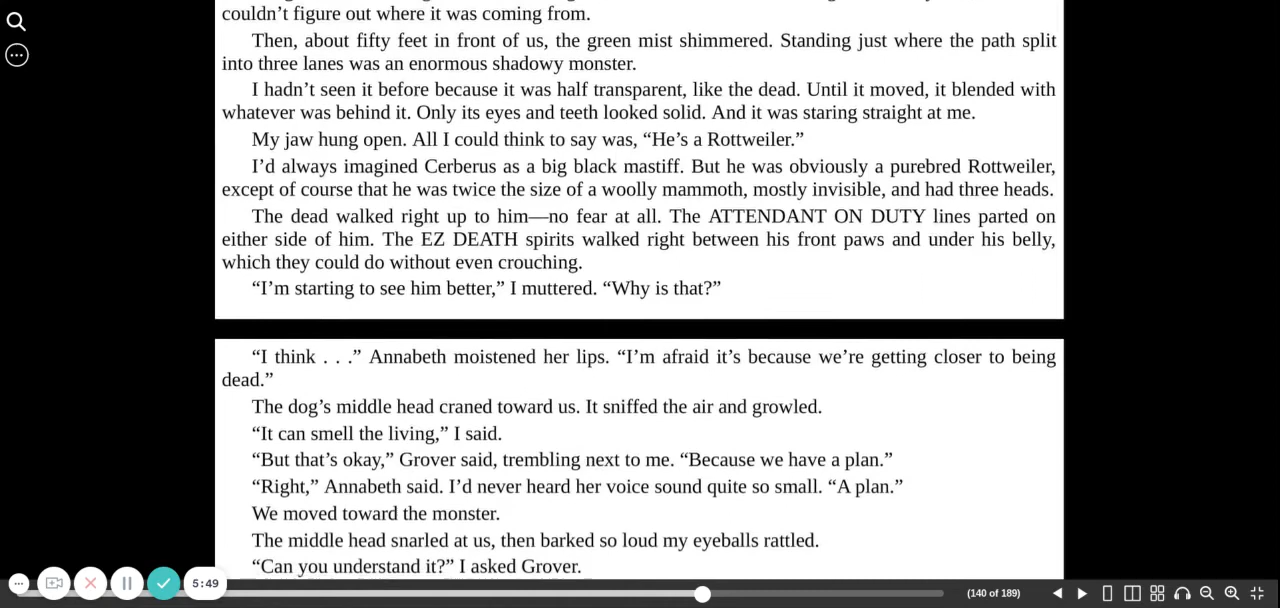 couldn’t figure out where it was coming from.
Then, about fifty feet in front of us, the green mist shimmered. Standing just where the path split
into three lanes was an enormous shadowy monster.
I hadn’t seen it before because it was half transparent, like the dead. Until it moved, it blended with
whatever was behind it. Only its eyes and teeth looked solid. And it was staring straight at me.
My jaw hung open. All I could think to say was, “He’s a Rottweiler.”
I’d always imagined Cerberus as a big black mastiff. But he was obviously a purebred Rottweiler,
except of course that he was twice the size of a woolly mammoth, mostly invisible, and had three heads.
The dead walked right up to him—no fear at all. The ATTENDANT ON DUTY lines parted on
either side of him. The EZ DEATH spirits walked right between his front paws and under his belly,
which they could do without even crouching.
“I’m starting to see him better,” I muttered. “Why is that?”
“I think . . .” Annabeth moistened her lips. “I’m afraid it’s because we’re getting closer to being
dead.”
The dog’s middle head craned toward us. It sniffed the air and growled.
“It can smell the living,” I said.
“But that’s okay,” Grover said, trembling next to me. “Because we have a plan.”
“Right,” Annabeth said. I’d never heard her voice sound quite so small. “A plan.”
We moved toward the monster.
The middle head snarled at us, then barked so loud my eyeballs rattled.
“Can you understand it?” I asked Grover.
5:49
(140 of 189)